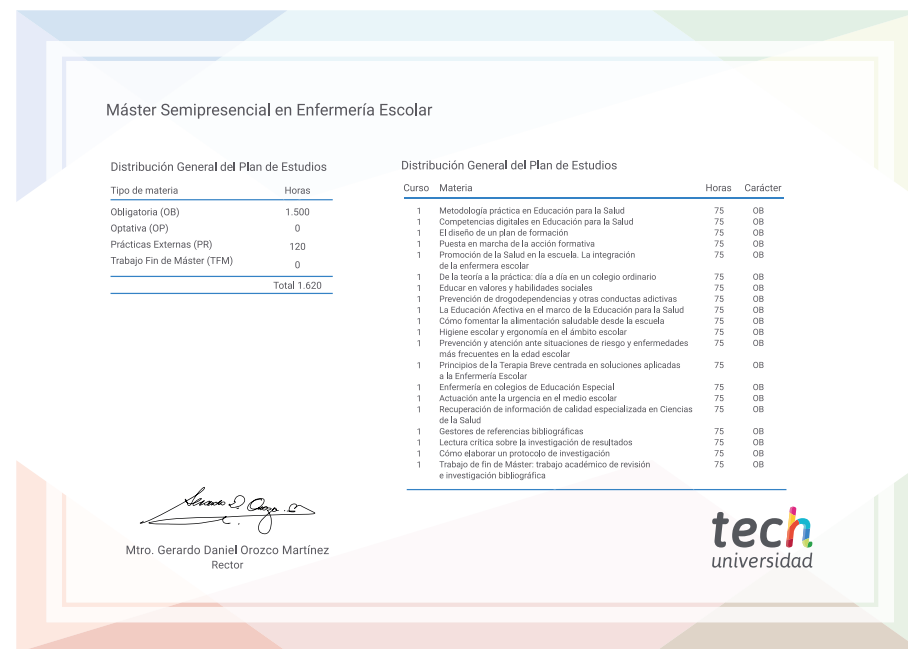 Máster Semipresencial en Enfermería Escolar
Distribución General del Plan de Estudios
Tipo de materia Horas
Obligatoria (OB) 1.500
Optativa (OP) 0
Prácticas Externas (PR) 120
Trabajo Fin de Máster (TFM) 0
Total 1.620
Distribución General del Plan de Estudios
Curso Materia Horas Carácter
1 Metodología práctica en Educación para la Salud 75 OB
1 Competencias digitales en Educación para la Salud 75 OB
1 El diseño de un plan de formación 75 OB
1 Puesta en marcha de la acción formativa 75 OB
1 Promoción de la Salud en la escuela. La integración 75 OB
de la enfermera escolar
1 De la teoría a la práctica: día a día en un colegio ordinario 75 OB
1 Educar en valores y habilidades sociales 75 OB
1 Prevención de drogodependencias y otras conductas adictivas 75 OB
1 La Educación Afectiva en el marco de la Educación para la Salud 75 OB
1 Cómo fomentar la alimentación saludable desde la escuela 75 OB
1 Higiene escolar y ergonomía en el ámbito escolar 75 OB
1 Prevención y atención ante situaciones de riesgo y enfermedades 75 OB
más frecuentes en la edad escolar
1 Principios de la Terapia Breve centrada en soluciones aplicadas 75 OB
a la Enfermería Escolar
1 Enfermería en colegios de Educación Especial 75 OB
1 Actuación ante la urgencia en el medio escolar 75 OB
1 Recuperación de información de calidad especializada en Ciencias 75 OB
de la Salud
1 Gestores de referencias bibliográficas 75 OB
1 Lectura crítica sobre la investigación de resultados 75 OB
1 Cómo elaborar un protocolo de investigación 75 OB
1 Trabajo de fin de Máster: trabajo académico de revisión 75 OB
e investigación bibliográfica
Mtro. Gerardo Daniel Orozco Martínez
Rector
tech
universidad